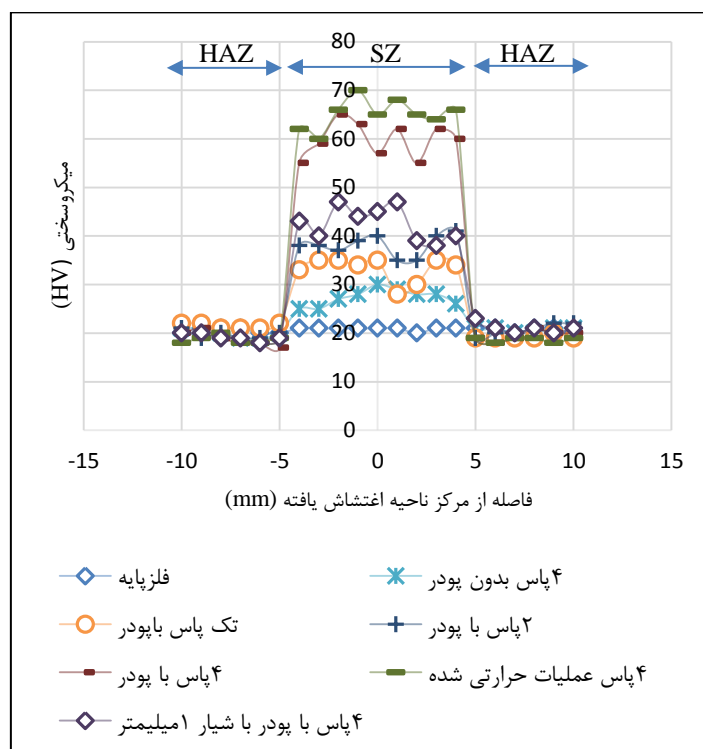 HAZ SZ HAZ
80
70
60
50
40
30
20
10
0
میکروسختی (HV)
-15 -10 -5 0 5 10 15
فاصله از مرکز ناحیه اغتشاش یافته (mm)
فلزپایه
۴پاس بدون پودر
تک پاس باپودر
۲پاس با پودر
۴پاس با پودر
۴پاس عملیات حرارتی شده
۴پاس با پودر با شیار ۱میلیمتر